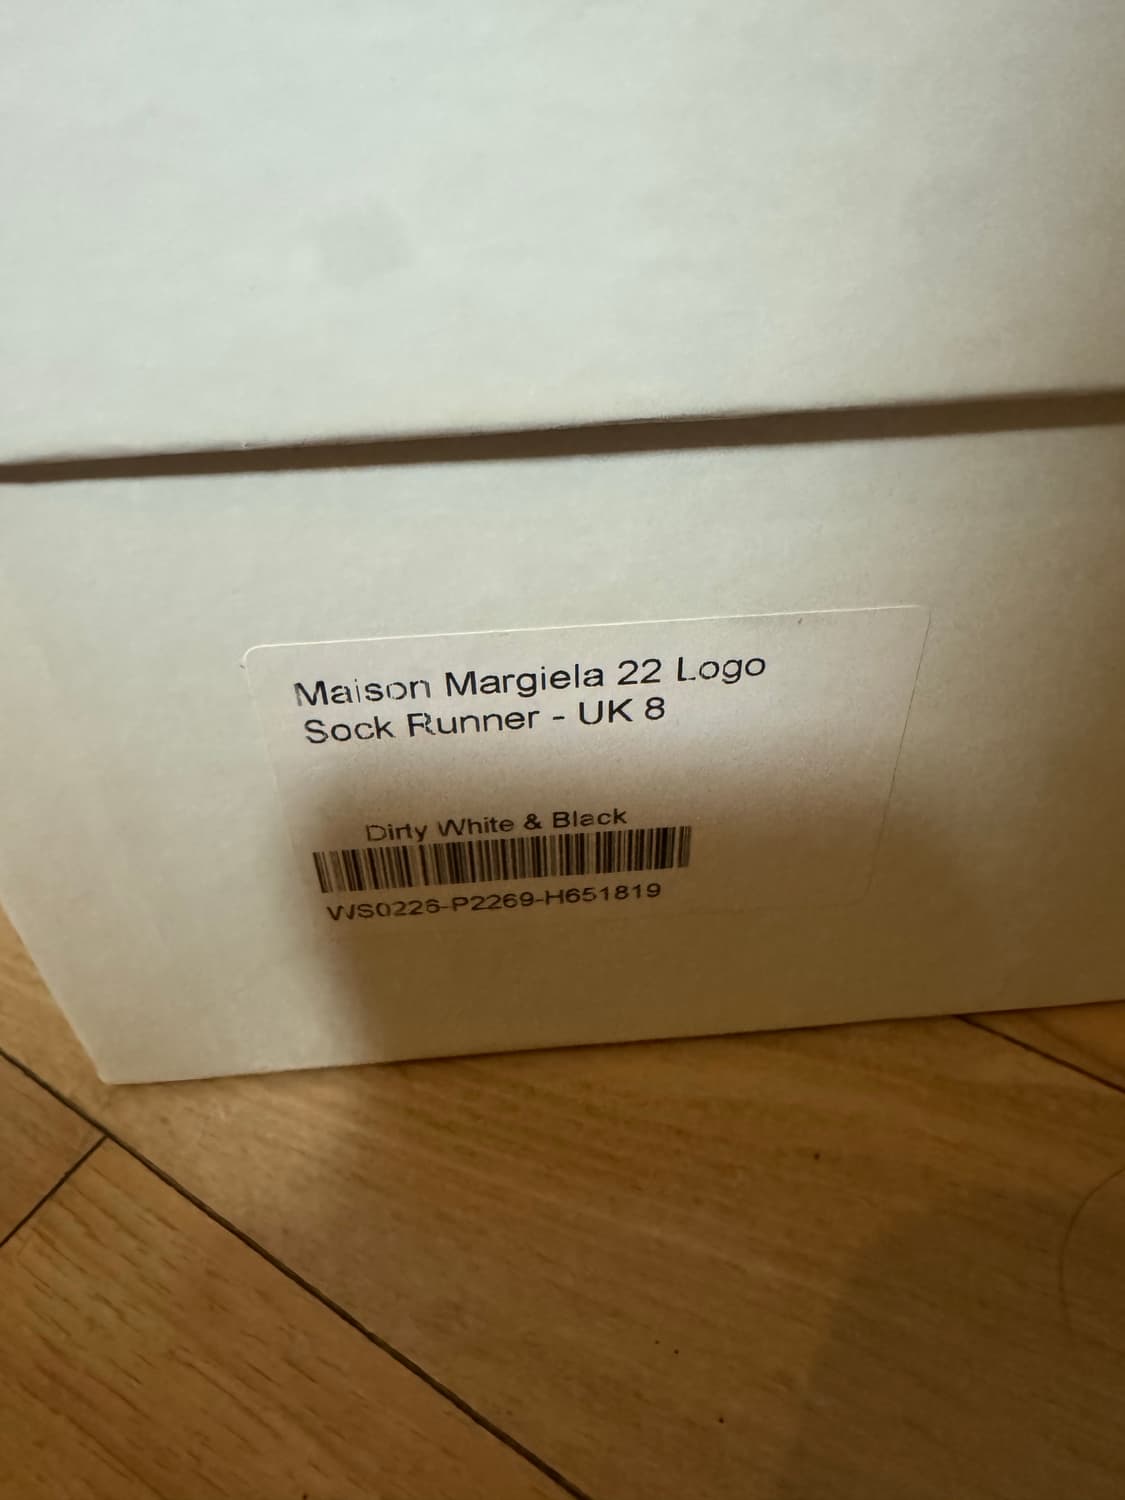 Maison Margiela 22 Logo
Sock Runner - UK 8
Dirty White & Black
WS0226-P2269-H651819